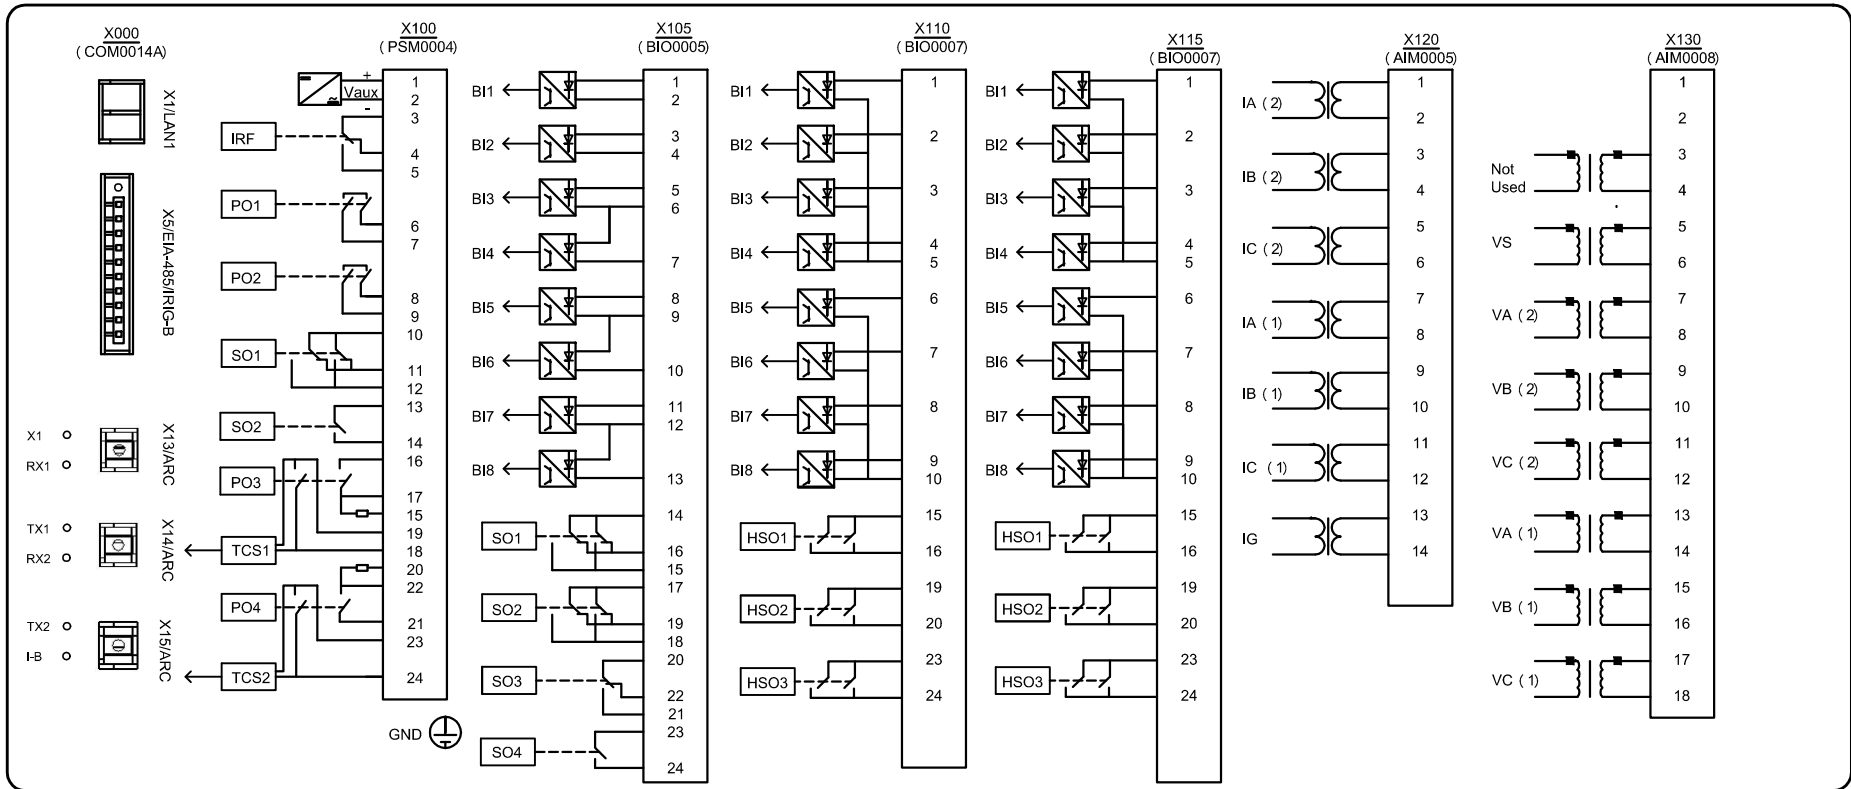 X000
( COM0014A)
X1/LAN1
X5/EIA-485/IRIG-B
X13/ARC
X1
RX1
X14/ARC
TX1
RX2
X15/ARC
TX2
I-B
X100
( PSM0004)
+
Vaux
-
1
2
3
IRF
4
5
PO1
6
7
PO2
8
9
10
SO1
11
12
13
SO2
14
16
PO3
17
15
19
TCS1
18
20
22
PO4
21
23
TCS2
24
GND
X105
( BIO0005)
BI1
1
2
BI2
3
4
BI3
5
6
BI4
7
BI5
8
9
BI6
10
BI7
11
12
BI8
13
14
SO1
16
15
17
SO2
19
18
20
SO3
22
21
23
SO4
24
X110
( BIO0007)
BI1
1
BI2
2
BI3
3
BI4
4
5
BI5
6
BI6
7
BI7
8
BI8
9
10
15
HSO1
16
19
HSO2
20
23
HSO3
24
X115
( BIO0007)
BI1
1
BI2
2
BI3
3
BI4
4
5
BI5
6
BI6
7
BI7
8
BI8
9
10
15
HSO1
16
19
HSO2
20
23
HSO3
24
X120
( AIM0005)
IA ( 2)
1
2
IB ( 2)
3
4
IC ( 2)
5
6
IA ( 1)
7
8
IB ( 1)
9
10
IC ( 1)
11
12
IG
13
14
X130
( AIM0008)
1
2
Not
Used
3
4
VS
5
6
VA ( 2)
7
8
VB ( 2)
9
10
VC ( 2)
11
12
VA ( 1)
13
14
VB ( 1)
15
16
VC ( 1)
17
18